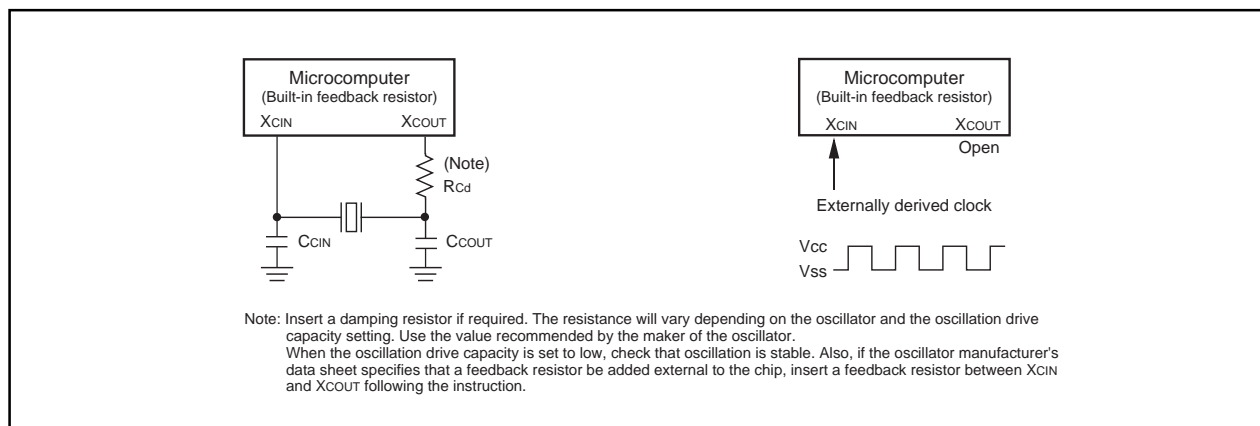 Microcomputer
(Built-in feedback resistor)
XCIN XCOUT
(Note)
RCd
CCIN
CCOUT
Microcomputer
(Built-in feedback resistor)
XCIN XCOUT
Open
Externally derived clock
Vcc
Vss
Note: Insert a damping resistor if required. The resistance will vary depending on the oscillator and the oscillation drive
capacity setting. Use the value recommended by the maker of the oscillator.
When the oscillation drive capacity is set to low, check that oscillation is stable. Also, if the oscillator manufacturer's
data sheet specifies that a feedback resistor be added external to the chip, insert a feedback resistor between XCIN
and XCOUT following the instruction.